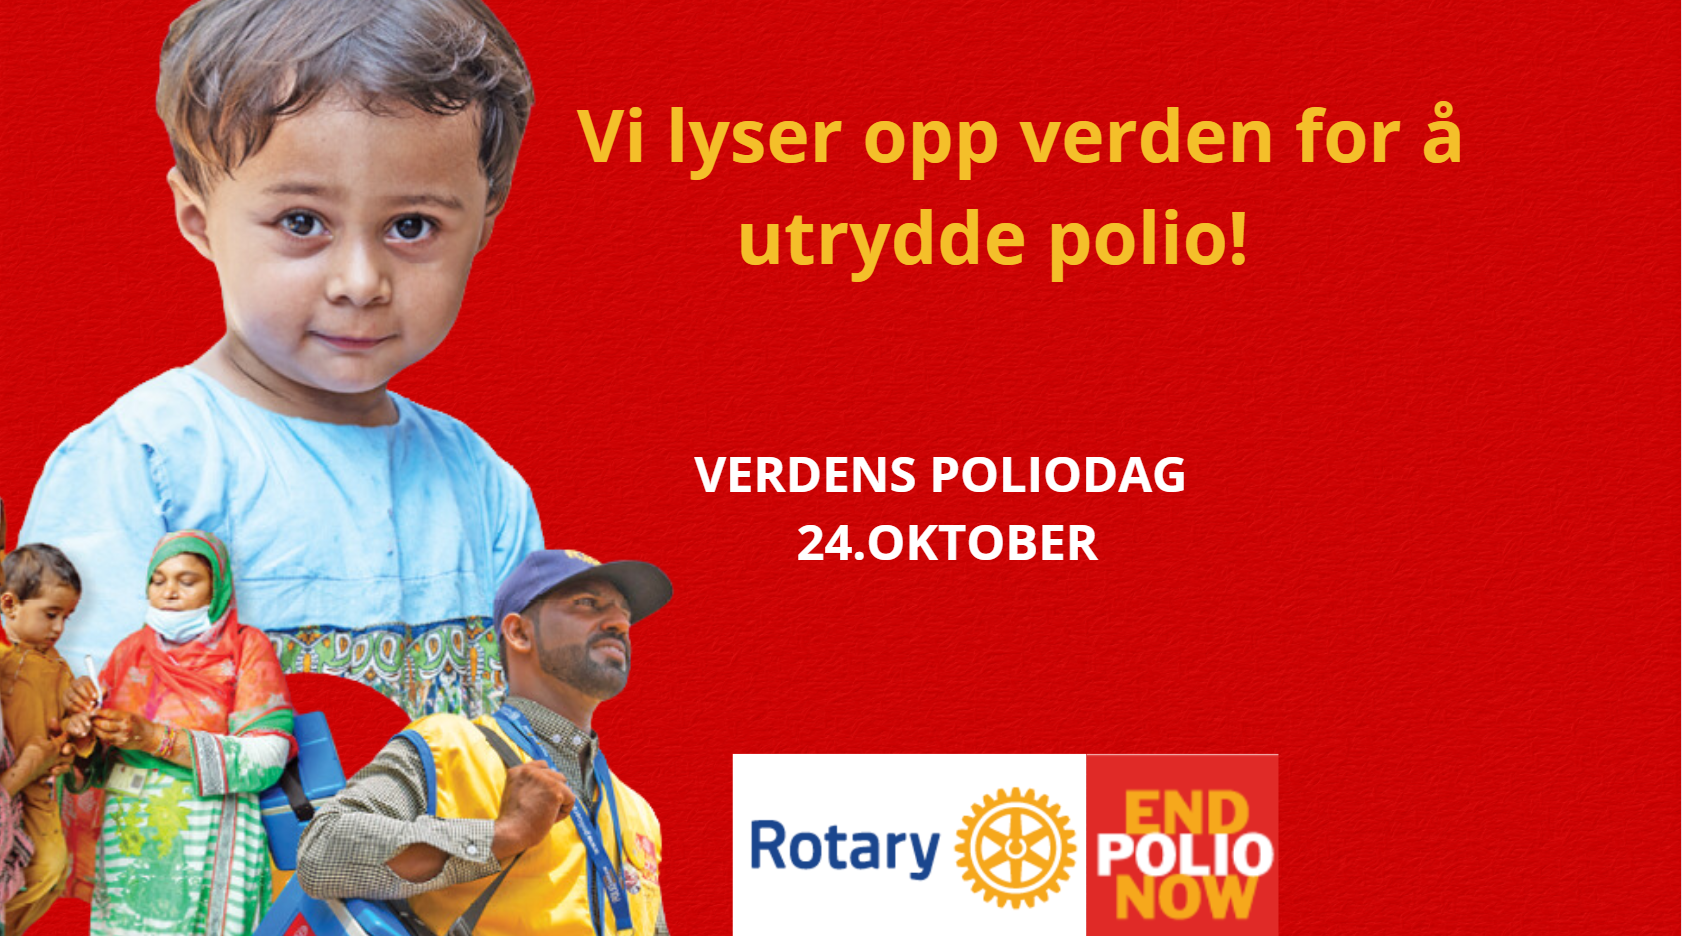 Vi lyser opp verden for å
utrydde polio!
VERDENS POLIODAG
24.OKTOBER
Rotary
END
POLIO
NOW